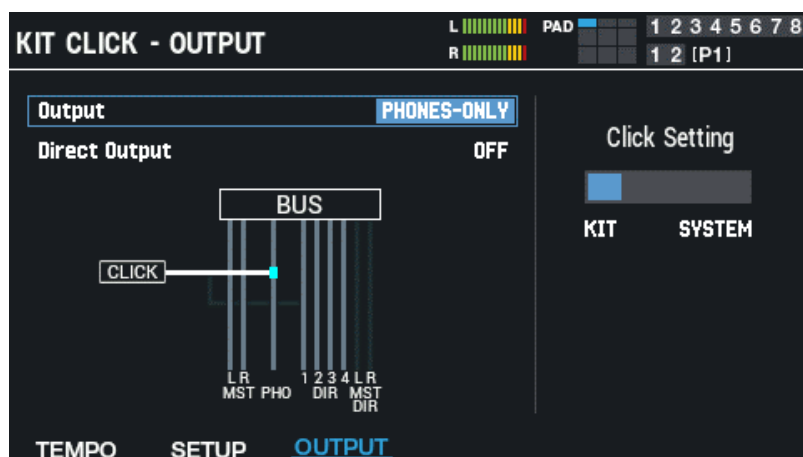 KIT CLICK - OUTPUT
L
R
PAD
1 2 3 4 5 6 7 8
1 2 [P1]
Output PHONES-ONLY
Direct Output OFF
BUS
CLICK
L R 1 2 3 4 L R
MST PHO DIR MST
DIR
Click Setting
KIT SYSTEM
TEMPO SETUP OUTPUT